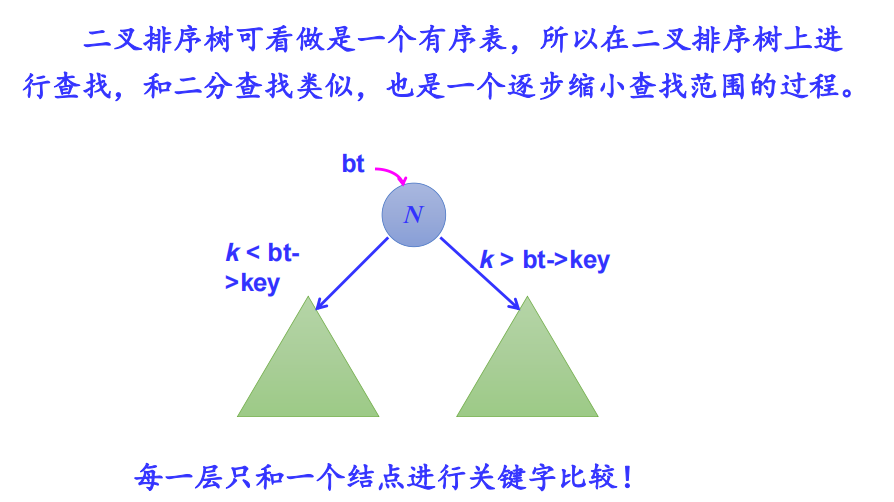 二叉排序树可看做是一个有序表，所以在二叉排序树上进
行查找，和二分查找类似，也是一个逐步缩小查找范围的过程。
bt
N
k < bt-
>key
k > bt->key
每一层只和一个结点进行关键字比较！